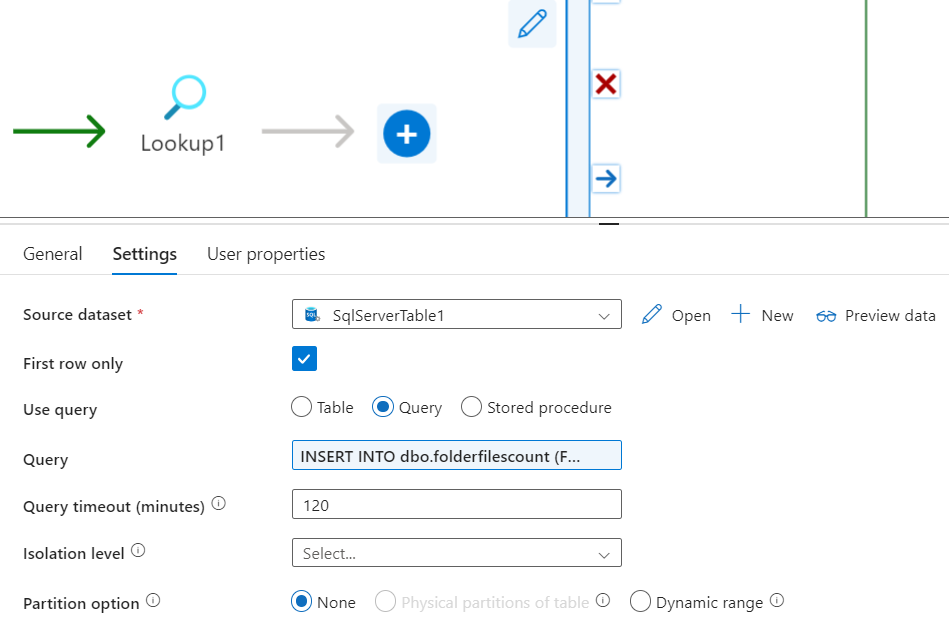 Lookup1
General Settings User properties
Source dataset * SQL SqlServerTable1 Open New Preview data
First row only
Use query Table Query Stored procedure
Query INSERT INTO dbo.folderfilescount (F...
Query timeout (minutes) 120
Isolation level Select...
Partition option None Physical partitions of table Dynamic range